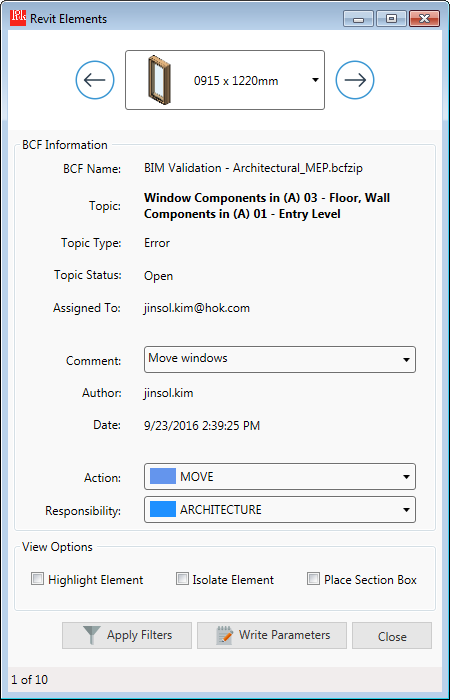 Revit Elements
0915 x 1220mm
BCF Information
BCF Name: BIM Validation - Architectural_MEP.bcfzip
Topic: Window Components in (A) 03 - Floor, Wall
Components in (A) 01 - Entry Level
Topic Type: Error
Topic Status: Open
Assigned To: jinsol.kim@hok.com
Comment: Move windows
Author: jinsol.kim
Date: 9/23/2016 2:39:25 PM
Action: MOVE
Responsibility: ARCHITECTURE
View Options
Highlight Element Isolate Element Place Section Box
Apply Filters Write Parameters Close
1 of 10